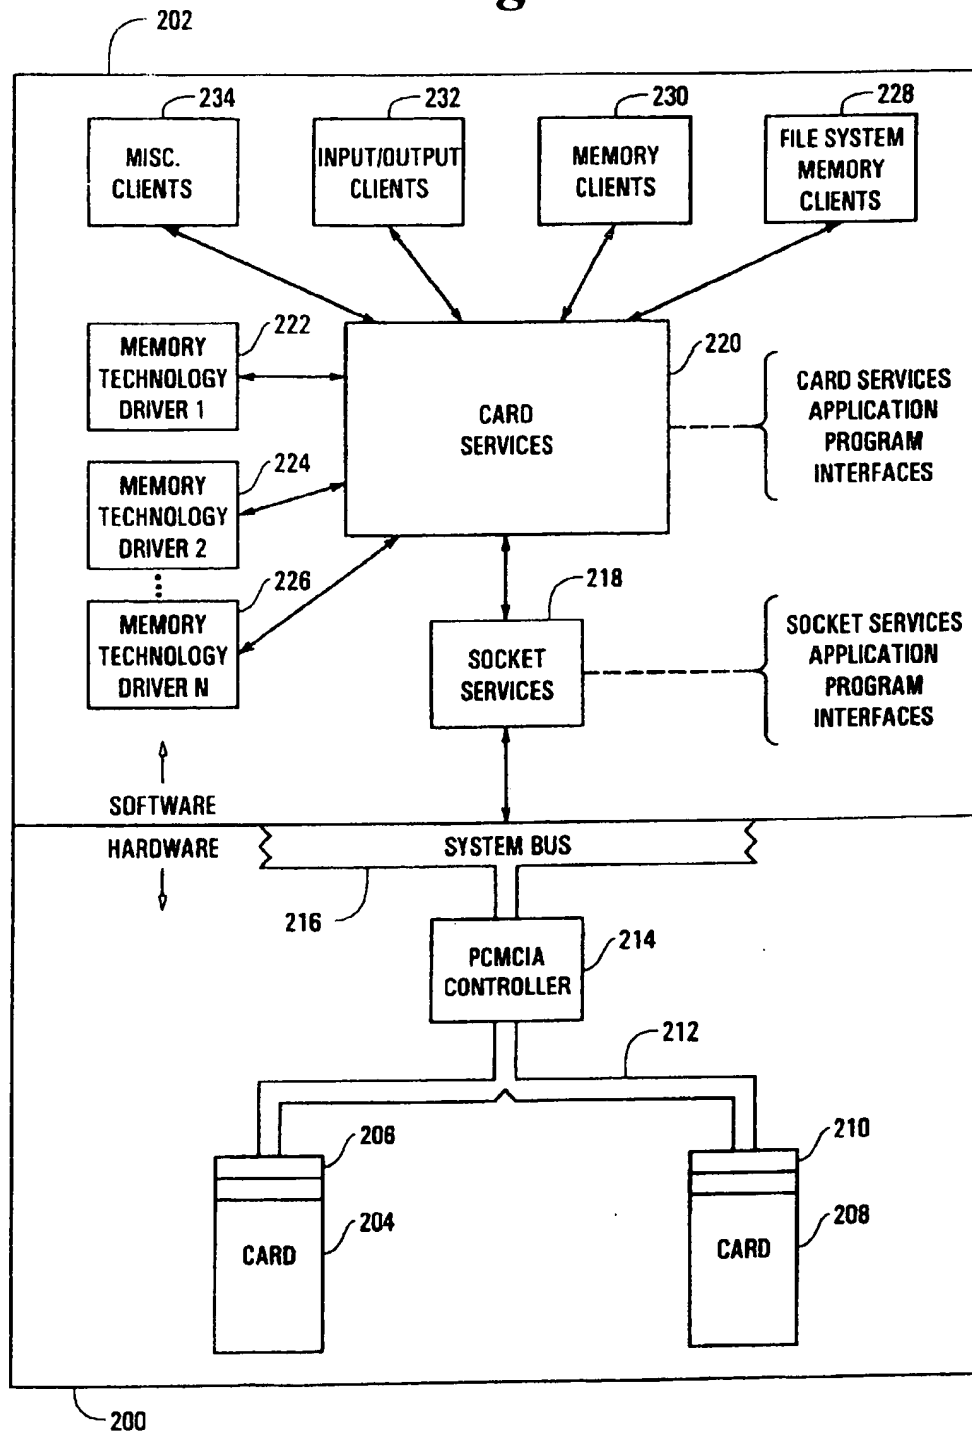 202
234
232
230
228
MISC.
CLIENTS
INPUT/OUTPUT
CLIENTS
MEMORY
CLIENTS
FILE SYSTEM
MEMORY
CLIENTS
222
MEMORY
TECHNOLOGY
DRIVER 1
220
CARD
SERVICES
CARD SERVICES
APPLICATION
PROGRAM
INTERFACES
224
MEMORY
TECHNOLOGY
DRIVER 2
226
MEMORY
TECHNOLOGY
DRIVER N
218
SOCKET
SERVICES
SOCKET SERVICES
APPLICATION
PROGRAM
INTERFACES
SOFTWARE
HARDWARE
SYSTEM BUS
216
PCMCIA
CONTROLLER
214
212
206
210
204
208
CARD
CARD
200